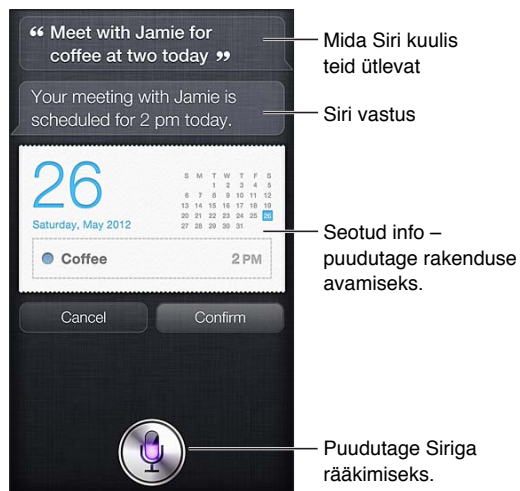 “ Meet with Jamie for
coffee at two today ”
Mida Siri kuulis
teid ütlevat
Your meeting with Jamie is
scheduled for 2 pm today.
Siri vastus
26
Saturday, May 2012
S M T W T F S
1 2 3 4 5
6 7 8 9 10 11 12
13 14 15 16 17 18 19
20 21 22 23 24 25 26
27 28 29 30 31
Coffee 2 PM
Seotud info –
puudutage rakenduse
avamiseks.
Cancel Confirm
Puudutage Siriga
rääkimiseks.